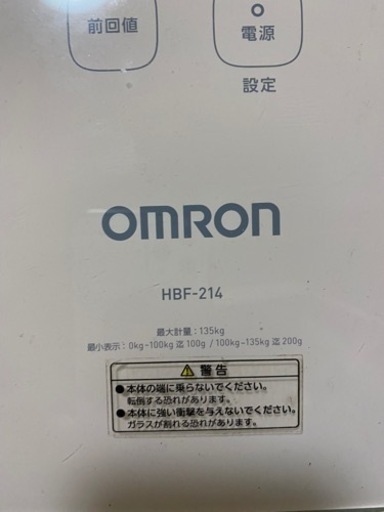 前回値
電源
設定
OMRON
HBF-214
最大計量：135kg
最小表示：0kg-100kg 迄 100g / 100kg-135kg 迄 200g
警告
●本体の端に乗らないでください。
転倒する恐れがあります。
●本体に強い衝撃を与えないでください。
ガラスが割れる恐れがあります。